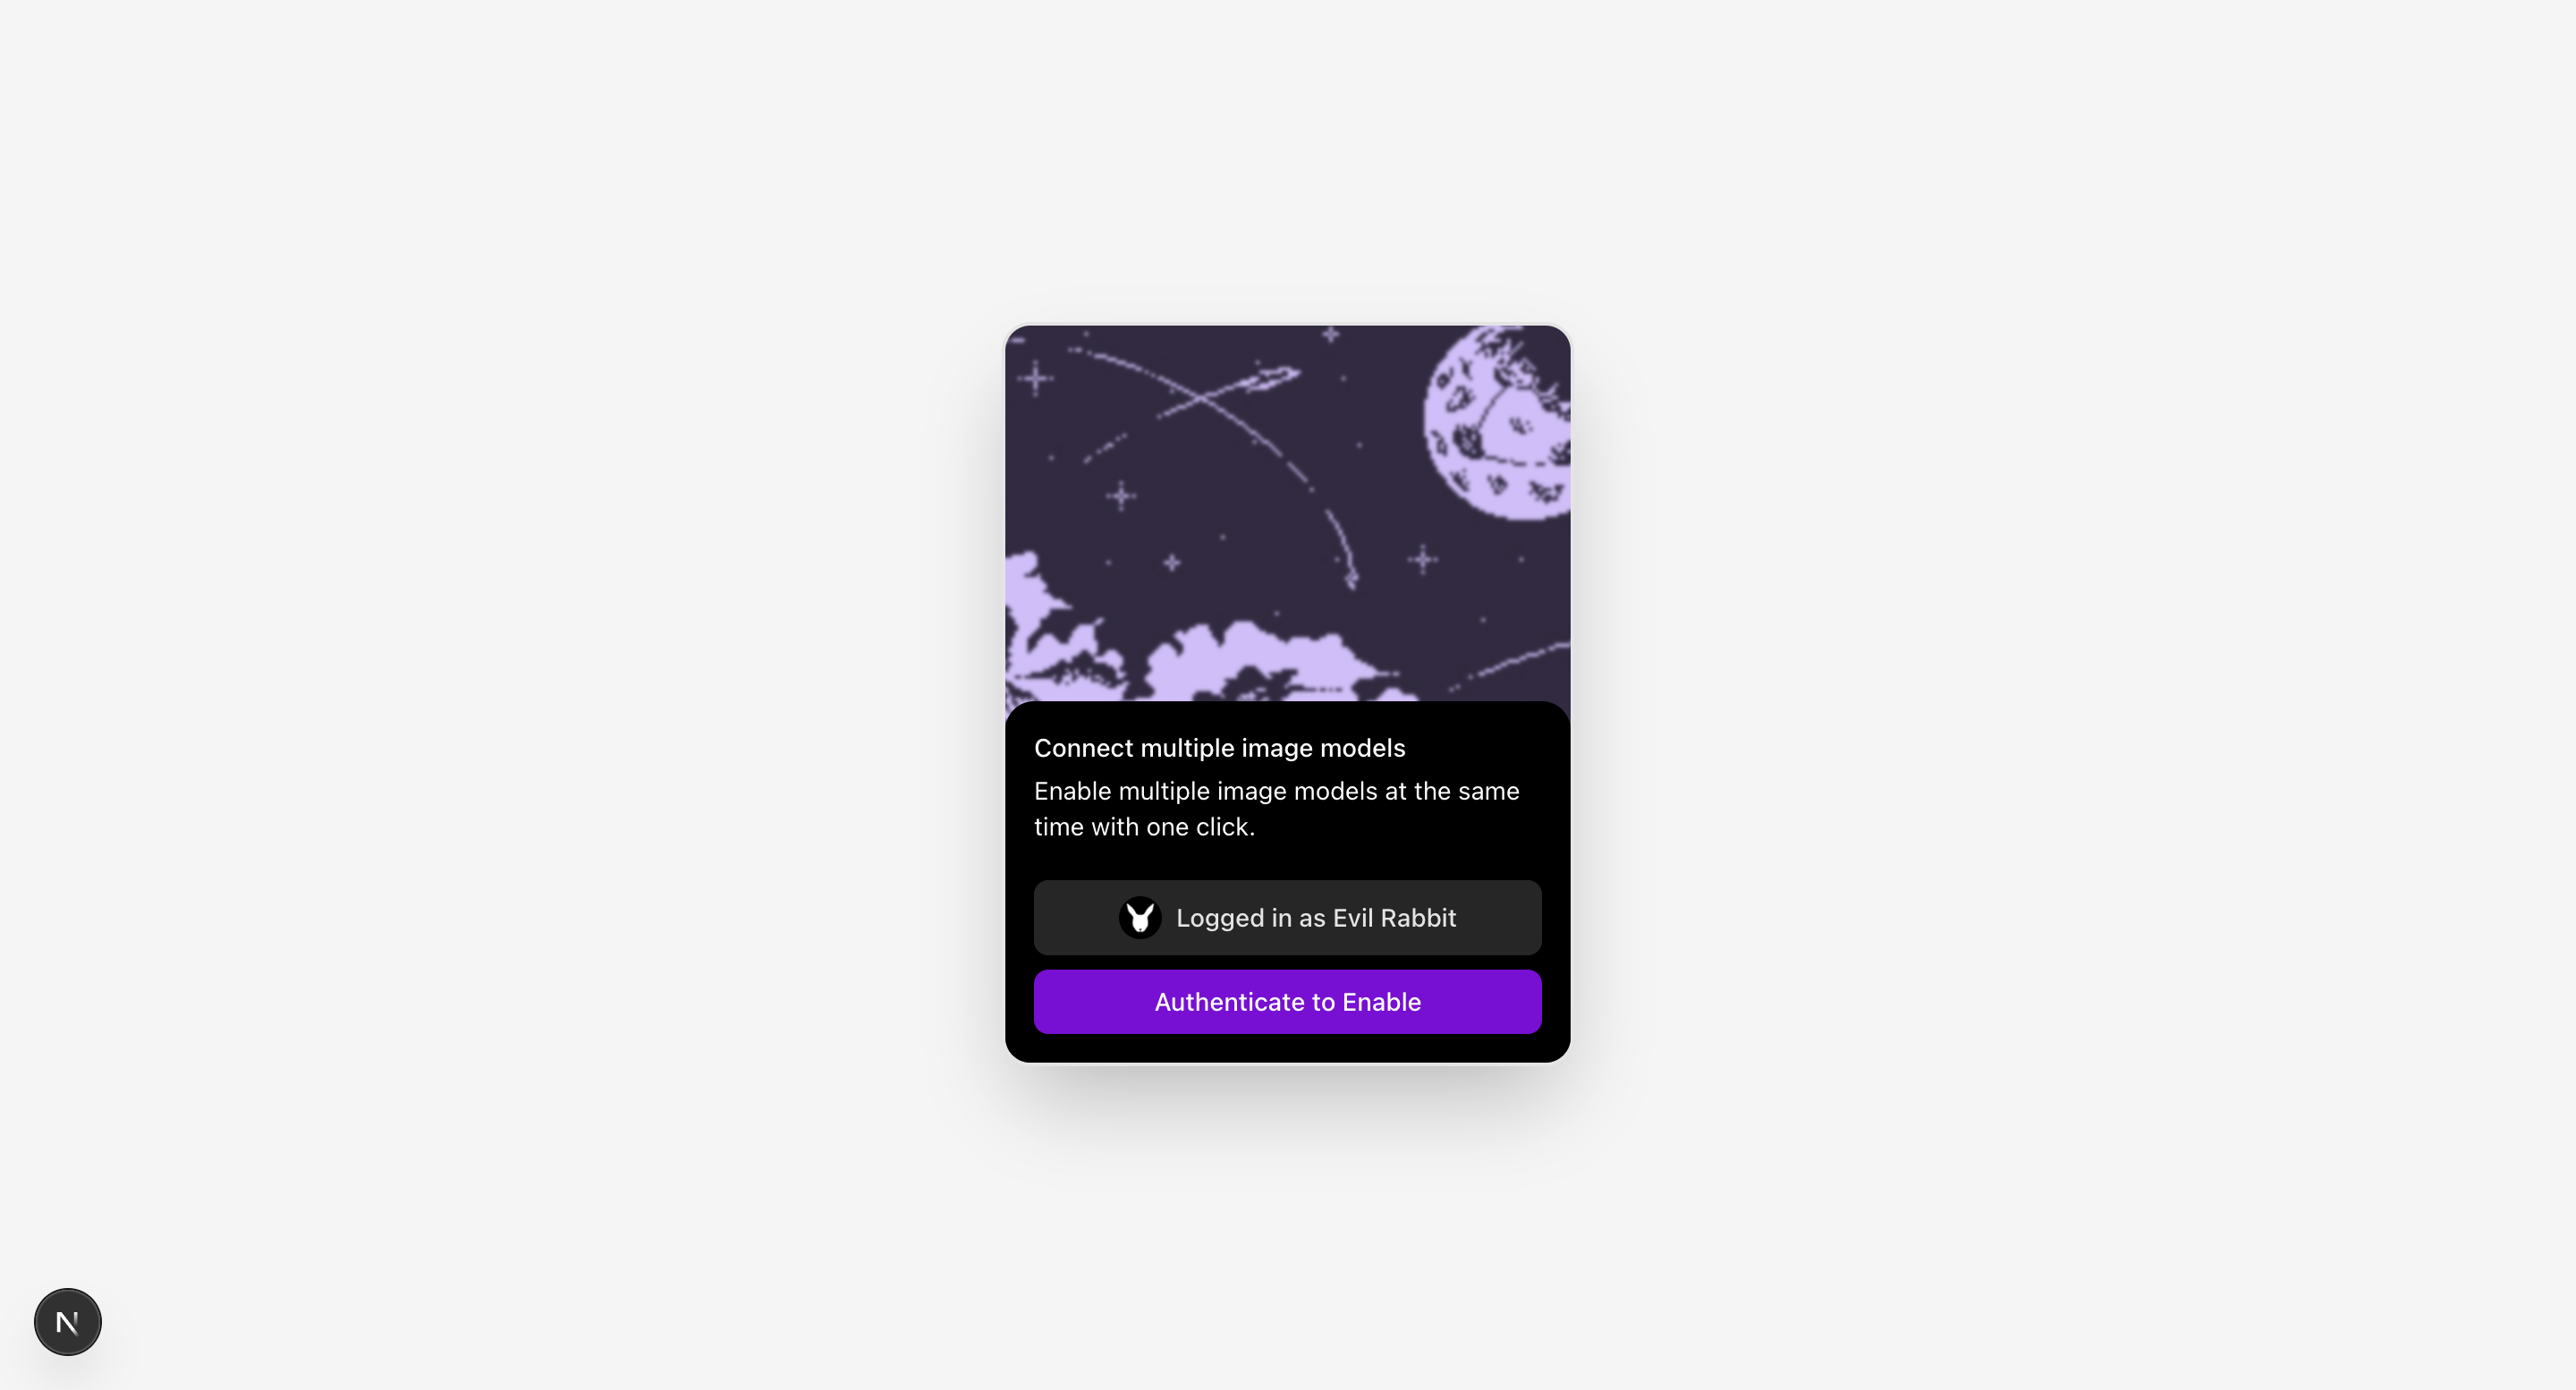 Connect multiple image models
Enable multiple image models at the same
time with one click.
Logged in as Evil Rabbit
Authenticate to Enable
N